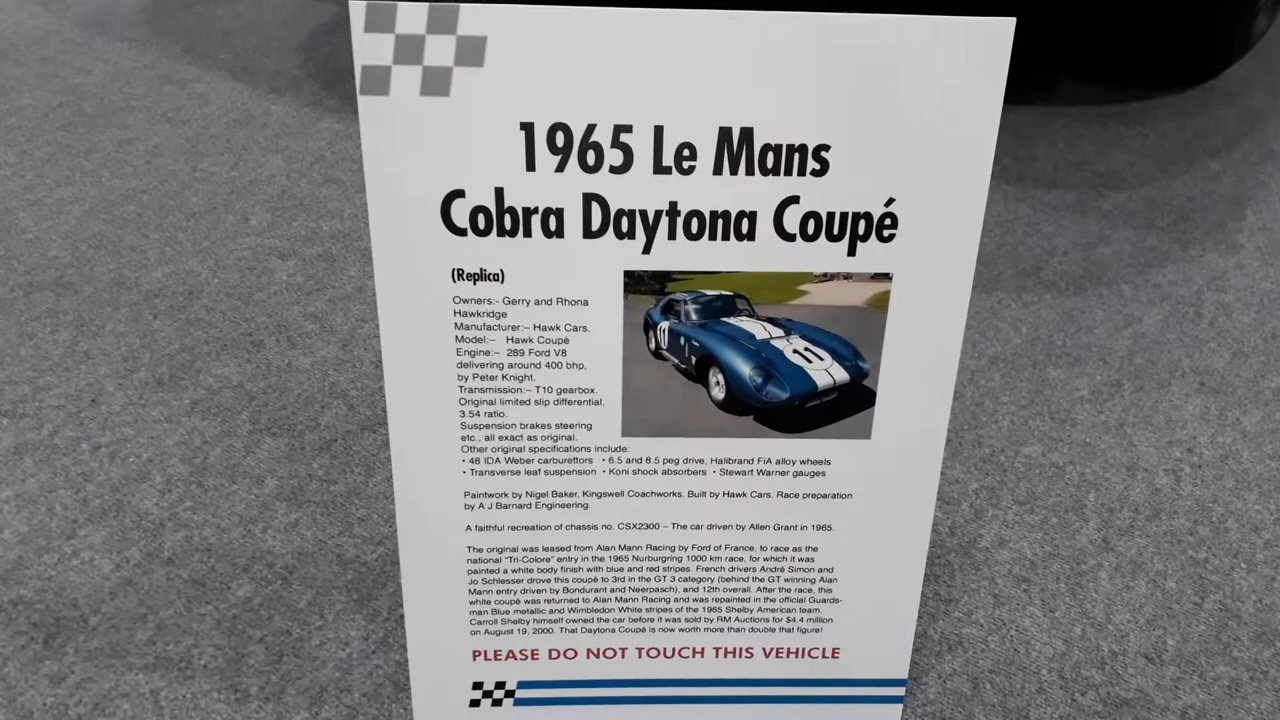 1965 Le Mans
Cobra Daytona Coupé
(Replica)
Owners:- Gerry and Rhona
Hawkridge
Manufacturer:– Hawk Cars.
Model:– Hawk Coupè
Engine:– 289 Ford V8
delivering around 400 bhp,
by Peter Knight.
Transmission:– T10 gearbox.
Original limited slip differential,
3.54 ratio.
Suspension brakes steering
etc., all exact as original.
Other original specifications include:
• 48 IDA Weber carburettors • 6.5 and 8.5 peg drive, Halibrand FiA alloy wheels
• Transverse leaf suspension • Koni shock absorbers • Stewart Warner gauges
Paintwork by Nigel Baker, Kingswell Coachworks. Built by Hawk Cars. Race preparation
by A J Barnard Engineering.
A faithful recreation of chassis no. CSX2300 – The car driven by Allen Grant in 1965.
The original was leased from Alan Mann Racing by Ford of France, to race as the
national "Tri-Colore" entry in the 1965 Nurburgring 1000 km race, for which it was
painted a white body finish with blue and red stripes. French drivers André Simon and
Jo Schlesser drove this coupè to 3rd in the GT 3 category (behind the GT winning Alan
Mann entry driven by Bondurant and Neerpasch), and 12th overall. After the race, this
white coupè was returned to Alan Mann Racing and was repainted in the official Guards-
man Blue metallic and Wimbledon White stripes of the 1965 Shelby American team.
Carroll Shelby himself owned the car before it was sold by RM Auctions for $4.4 million
on August 19, 2000. That Daytona Coupè is now worth more than double that figure!
PLEASE DO NOT TOUCH THIS VEHICLE
11
11